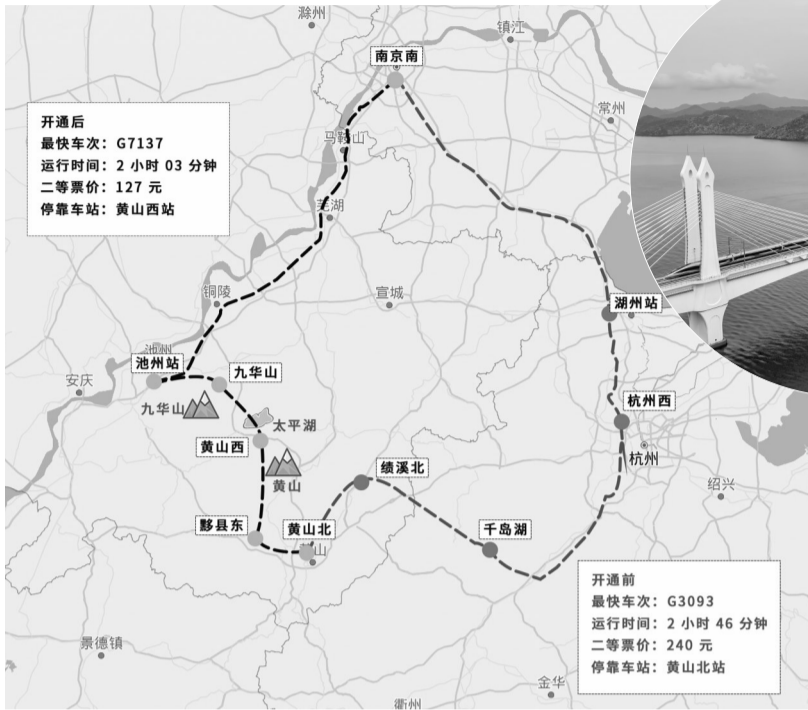 滁州
镇江
南京南
常州
开通后
最快车次：G7137
运行时间：2 小时 03 分钟
二等票价：127 元
停靠车站：黄山西站
马鞍山
芜湖
铜陵
宣城
湖州站
池州
池州站
九华山
安庆
九华山
太平湖
杭州西
黄山西
杭州
黄山
绩溪北
绍兴
黟县东
黄山北
千岛湖
山
开通前
最快车次：G3093
运行时间：2 小时 46 分钟
二等票价：240 元
停靠车站：黄山北站
景德镇
金华
衢州